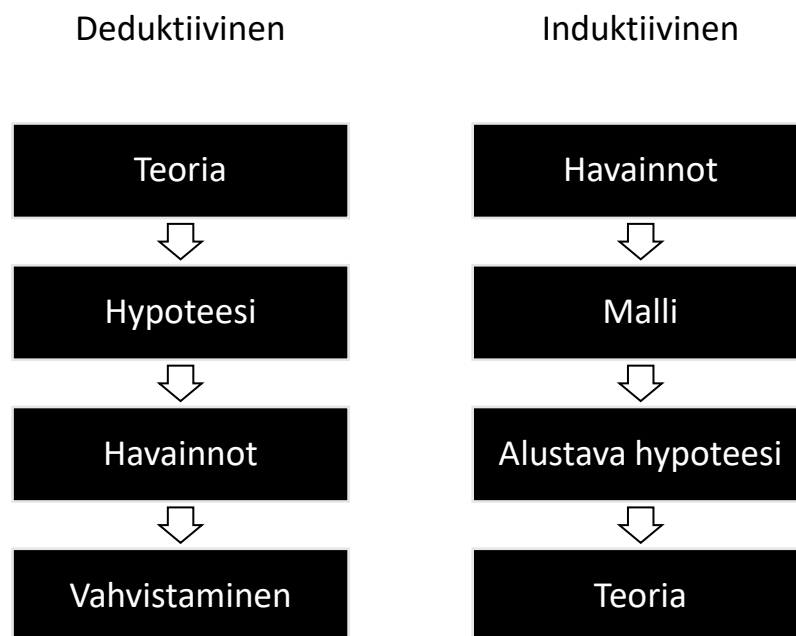 Deduktiivinen
Teoria
Hypoteesi
Havainnot
Vahvistaminen
Induktiivinen
Havainnot
Malli
Alustava hypoteesi
Teoria